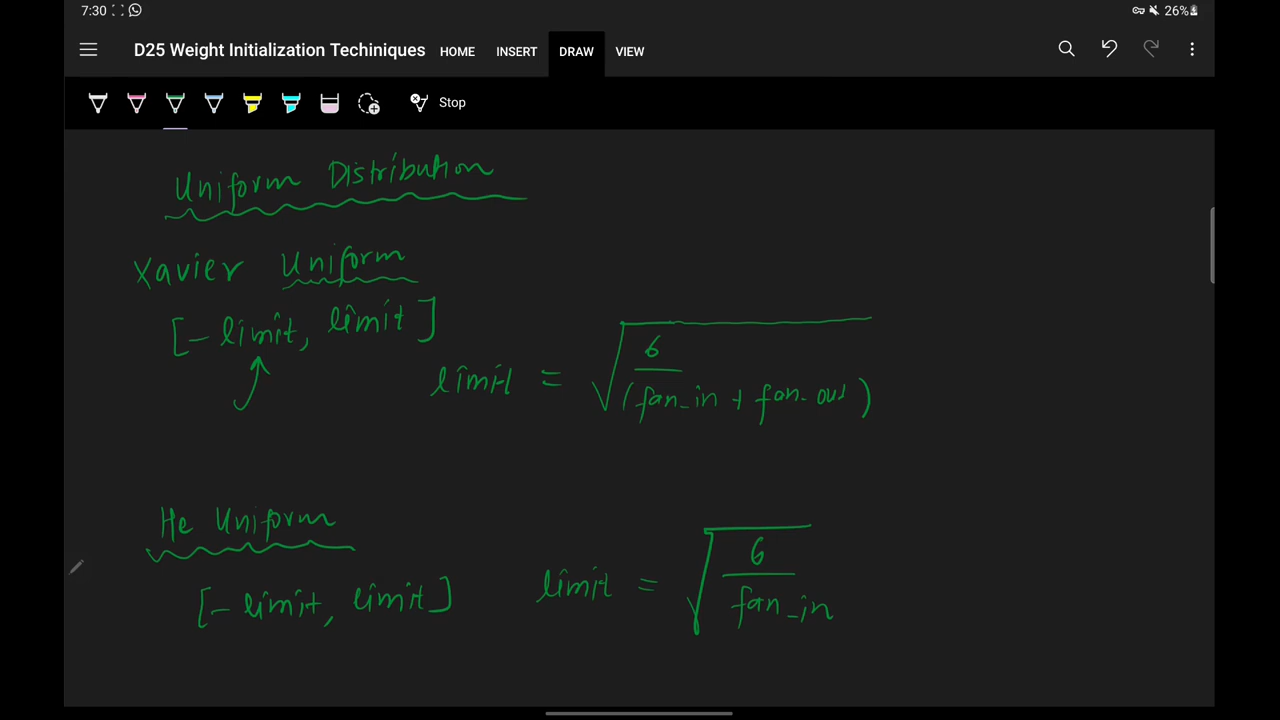 7:30 26%
D25 Weight Initialization Techiniques HOME INSERT DRAW VIEW
Stop
Uniform Distribution
Xavier Uniform
[- limit, limit]
limit = √ 6 / (fan_in + fan_out)
He Uniform
[- limit, limit] limit = √ 6 / fan_in